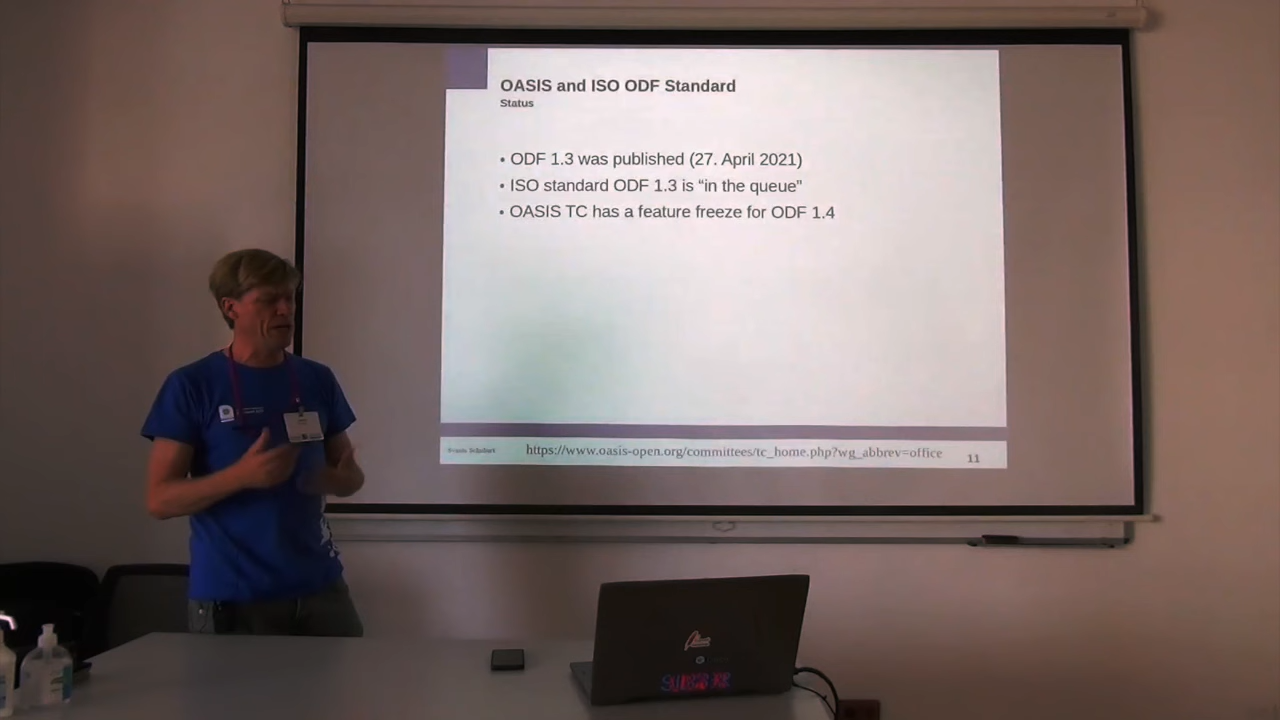 OASIS and ISO ODF Standard
Status
• ODF 1.3 was published (27. April 2021)
• ISO standard ODF 1.3 is “in the queue”
• OASIS TC has a feature freeze for ODF 1.4
https://www.oasis-open.org/committees/tc_home.php?wg_abbrev=office
11